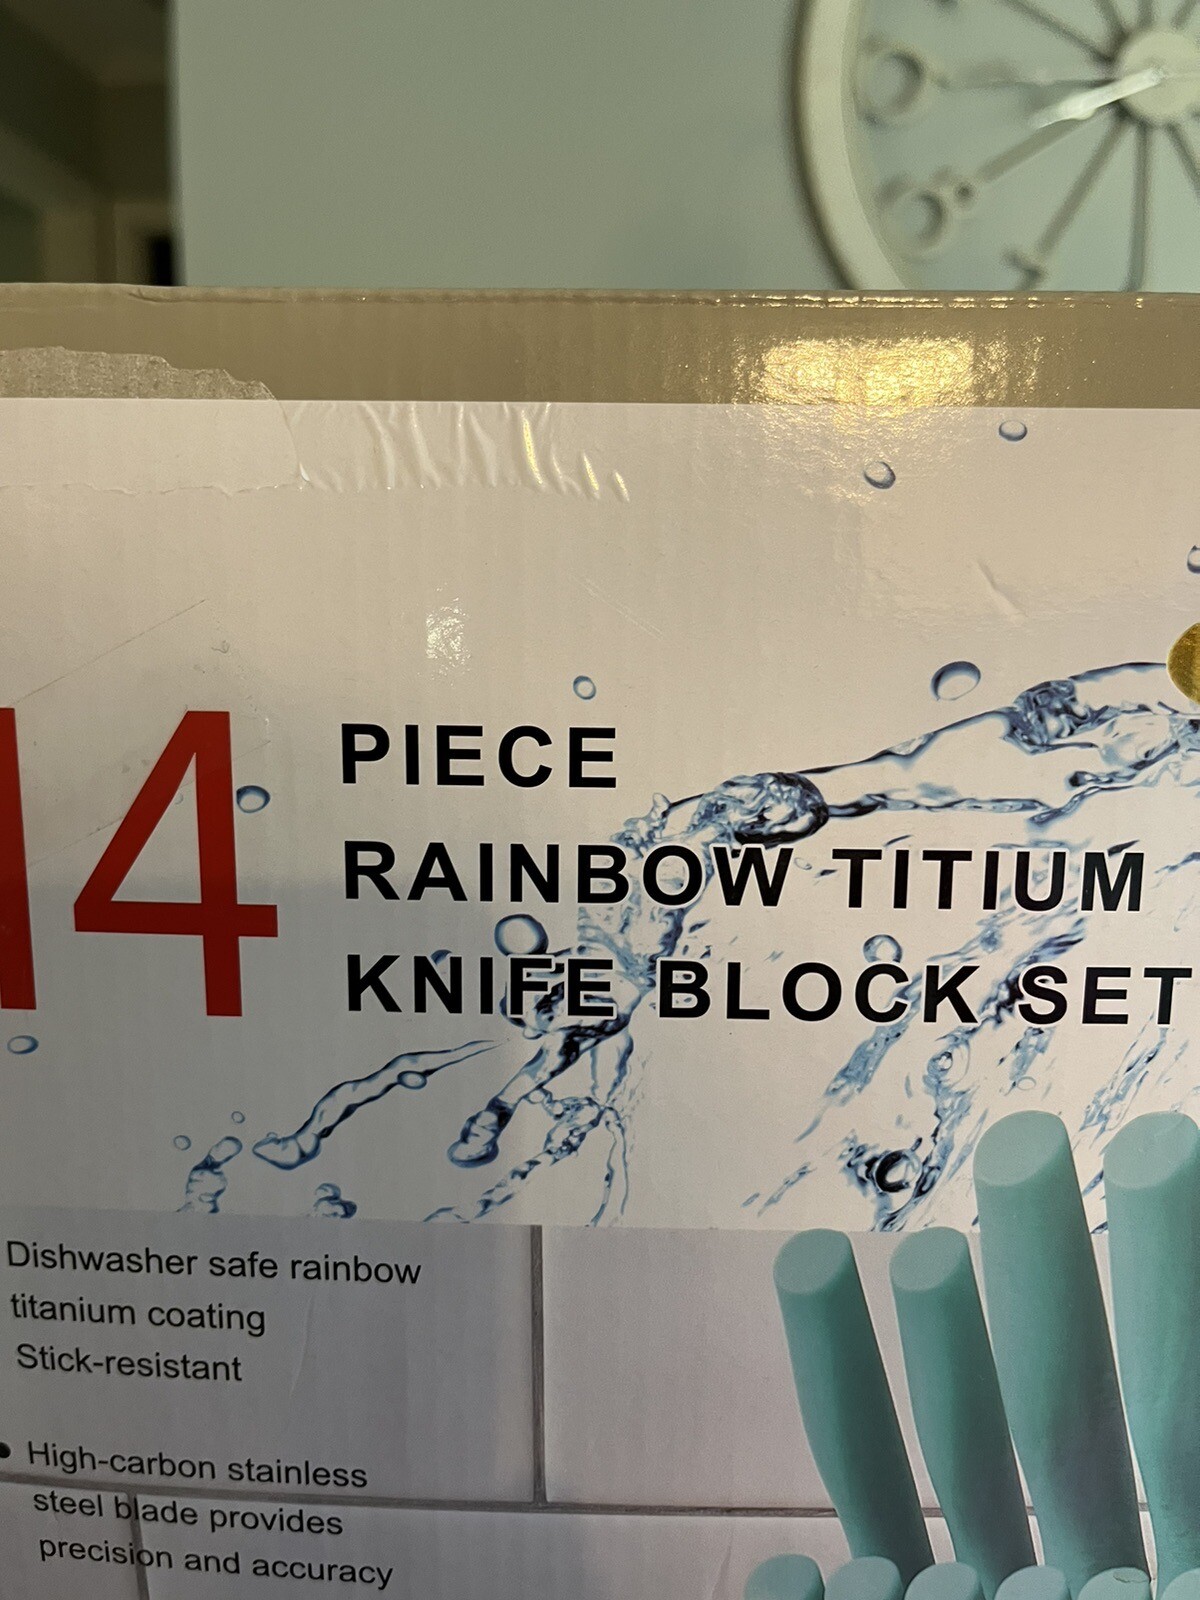 14
PIECE
RAINBOW TITIUM
KNIFE BLOCK SET
Dishwasher safe rainbow
titanium coating
Stick-resistant
• High-carbon stainless
steel blade provides
precision and accuracy